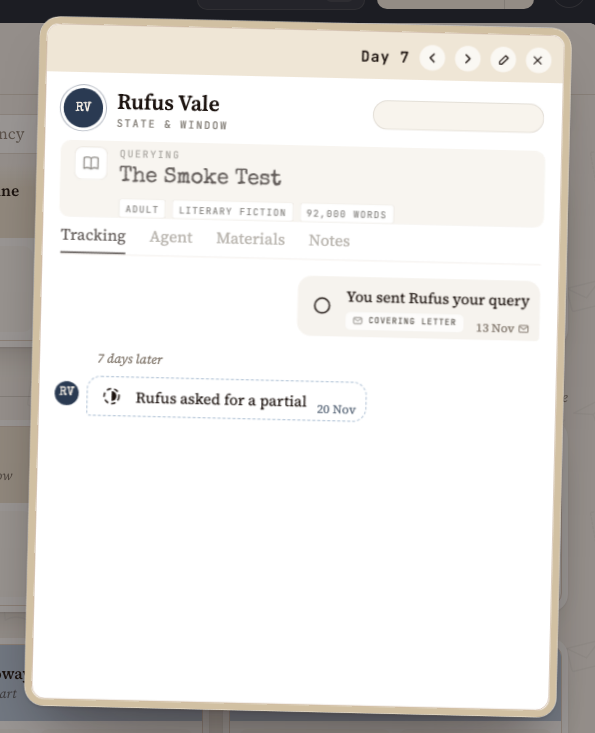 Day 7
ncy
RV
Rufus Vale
STATE & WINDOW
ne
QUERYING
The Smoke Test
ADULT
LITERARY FICTION
92,000 WORDS
Tracking
Agent
Materials
Notes
You sent Rufus your query
COVERING LETTER
13 Nov
7 days later
RV
Rufus asked for a partial
20 Nov
ow
oway
art